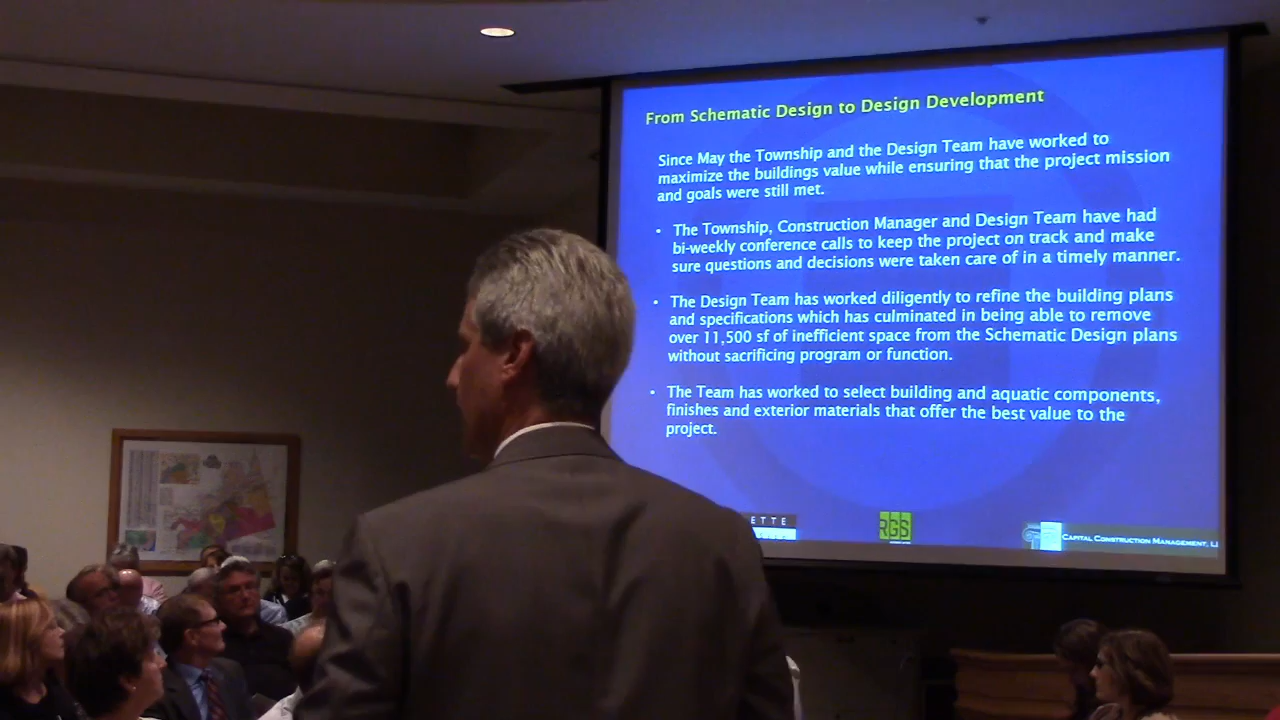 From Schematic Design to Design Development
Since May the Township and the Design Team have worked to
maximize the buildings value while ensuring that the project mission
and goals were still met.
• The Township, Construction Manager and Design Team have had
bi-weekly conference calls to keep the project on track and make
sure questions and decisions were taken care of in a timely manner.
• The Design Team has worked diligently to refine the building plans
and specifications which has culminated in being able to remove
over 11,500 sf of inefficient space from the Schematic Design plans
without sacrificing program or function.
• The Team has worked to select building and aquatic components,
finishes and exterior materials that offer the best value to the
project.
ETTE
RGS
CAPITAL CONSTRUCTION MANAGEMENT, LI